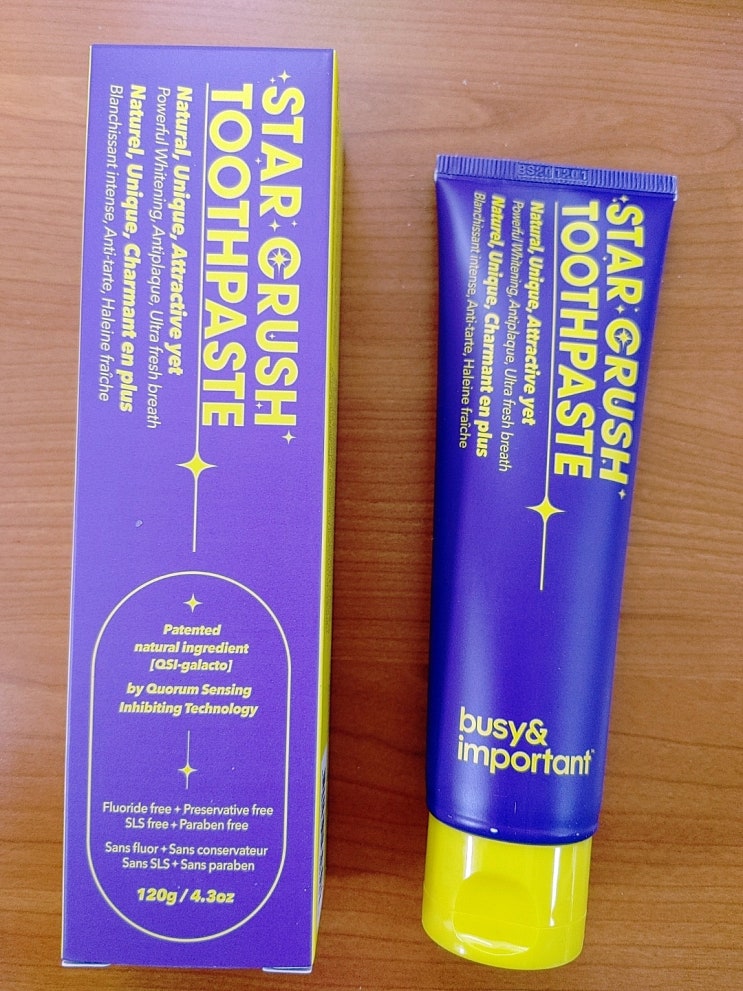 STAR CRUSH
TOOTHPASTE
Natural, Unique, Attractive yet
Powerful Whitening, Antiplaque, Ultra fresh breath
Naturel, Unique, Charmant en plus
Blanchissant intense, Anti-tarte, Haleine fraîche
Patented
natural ingredient
[QSI-galacto]
by Quorum Sensing
Inhibiting Technology
Fluoride free + Preservative free
SLS free + Paraben free
Sans fluor + Sans conservateur
Sans SLS + Sans paraben
120g / 4.3oz
STAR CRUSH
TOOTHPASTE
Natural, Unique, Attractive yet
Powerful Whitening, Antiplaque, Ultra fresh breath
Naturel, Unique, Charmant en plus
Blanchissant intense, Anti-tarte, Haleine fraîche
busy&
important™